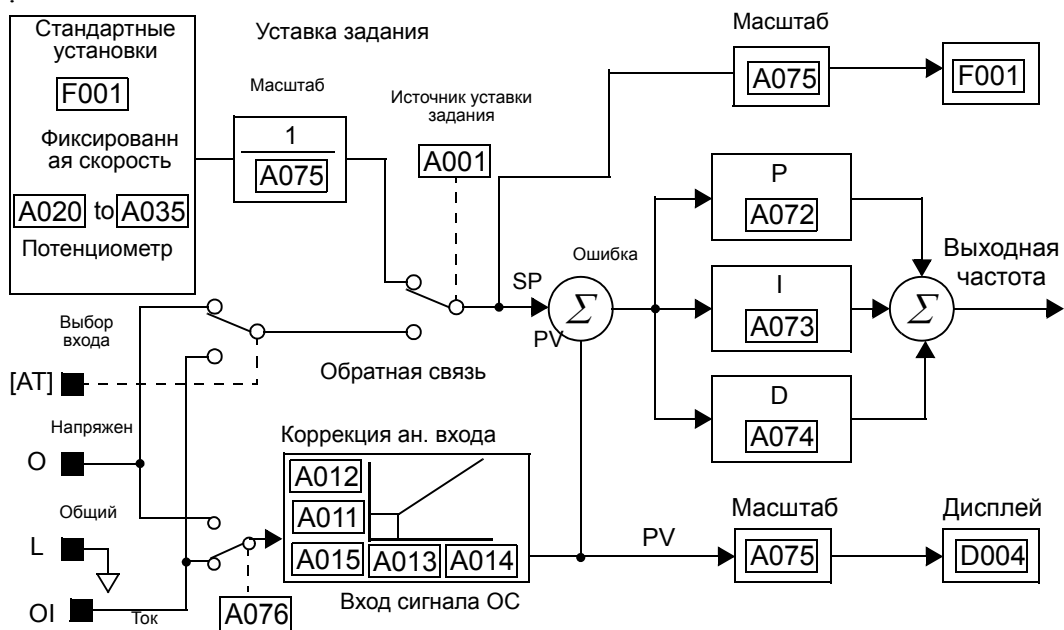 Стандартные
установки
F001
Фиксированн
ая скорость
A020 to A035
Потенциометр
Уставка задания
Масштаб
1
A075
Источник уставки
задания
A001
Масштаб
A075
F001
P
A072
I
A073
D
A074
Ошибка
SP
Σ
PV
Σ
Выходная
частота
Выбор
входа
[AT]
Обратная связь
Напряжен
O
Общий
L
OI
Ток
A076
Коррекция ан. входа
A012
A011
A015 A013 A014
Вход сигнала ОС
PV
Масштаб
A075
Дисплей
D004